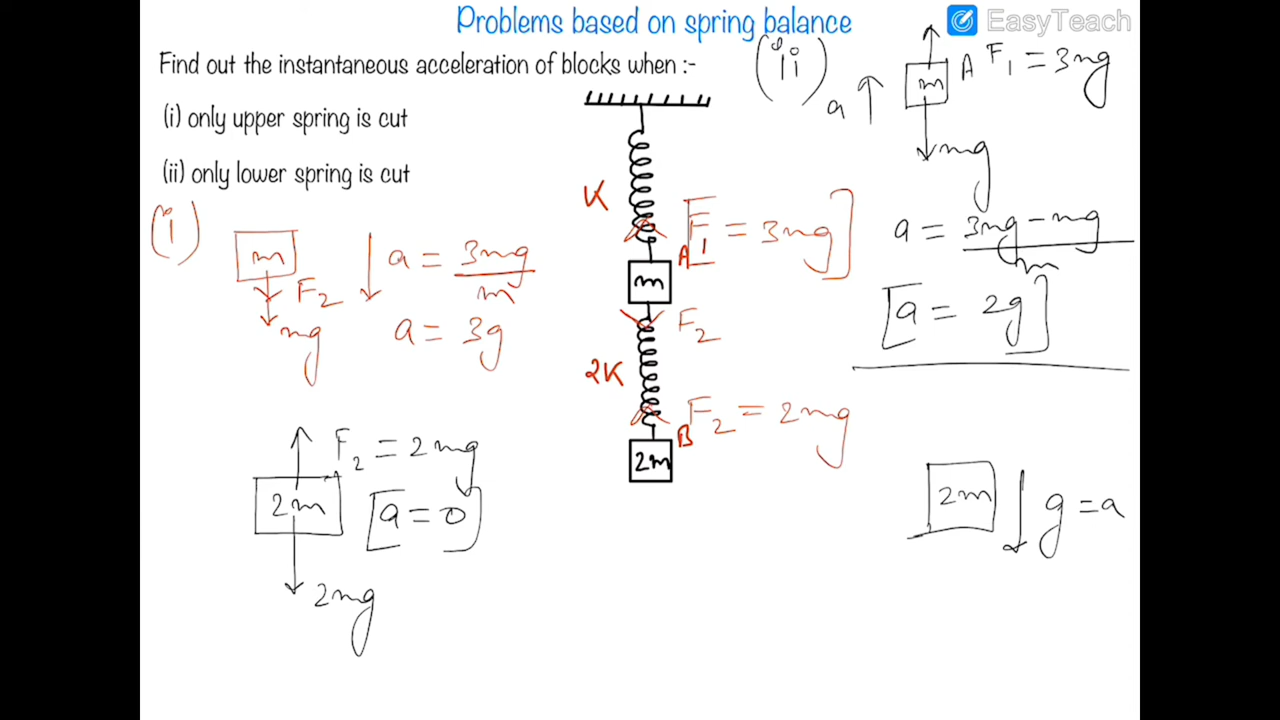 Problems based on spring balance
EasyTeach
Find out the instantaneous acceleration of blocks when :-
(i) only upper spring is cut
(ii) only lower spring is cut
(i)
m
F2
mg
a = 3mg/m
a = 3g
F2 = 2mg
2m
[a = 0]
2mg
K
[F1 = 3mg]
A
m
F2
2K
F2 = 2mg
B
2m
(ii)
a
m
A F1 = 3mg
mg
a = 3mg - mg/m
[a = 2g]
2m
g = a